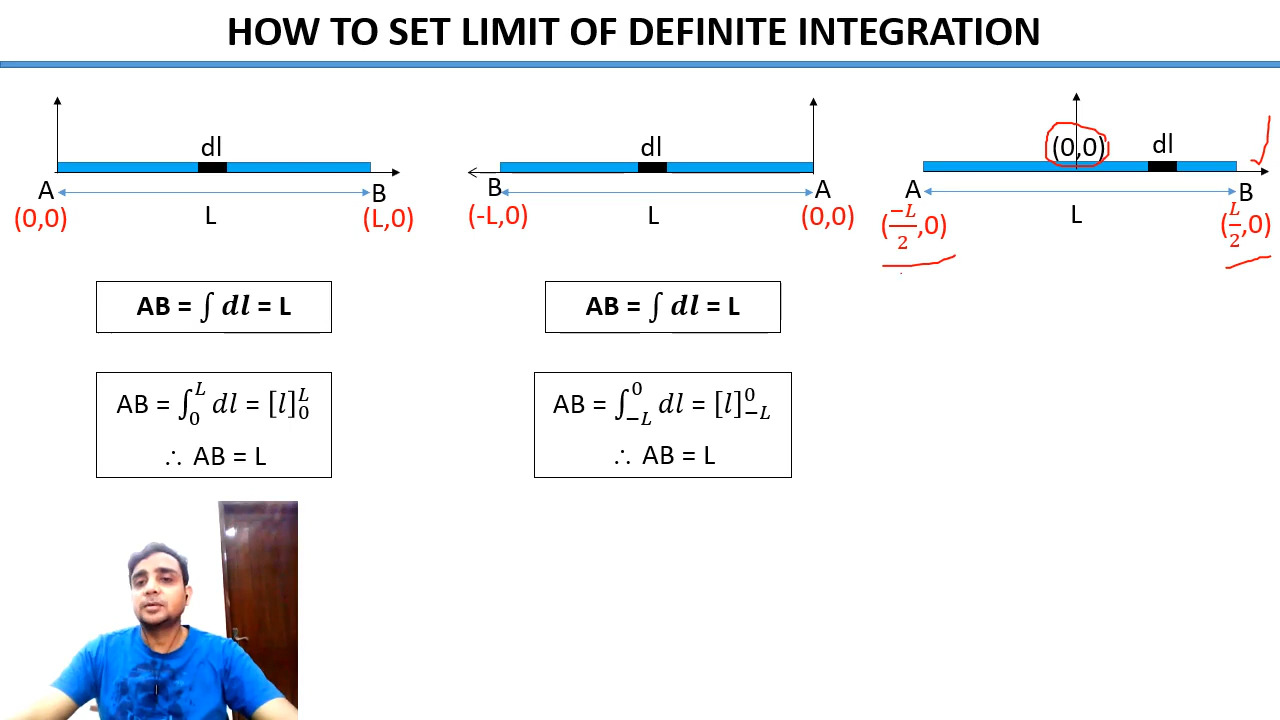 HOW TO SET LIMIT OF DEFINITE INTEGRATION
dl
A
B
(0,0)
L
(L,0)
AB = ∫ dl = L
AB = ∫₀ᴸ dl = [l]₀ᴸ
∴ AB = L
dl
B
A
(-L,0)
L
(0,0)
AB = ∫ dl = L
AB = ∫₋L⁰ dl = [l]₋L⁰
∴ AB = L
(0,0)
dl
A
B
(-L/2,0)
L
(L/2,0)